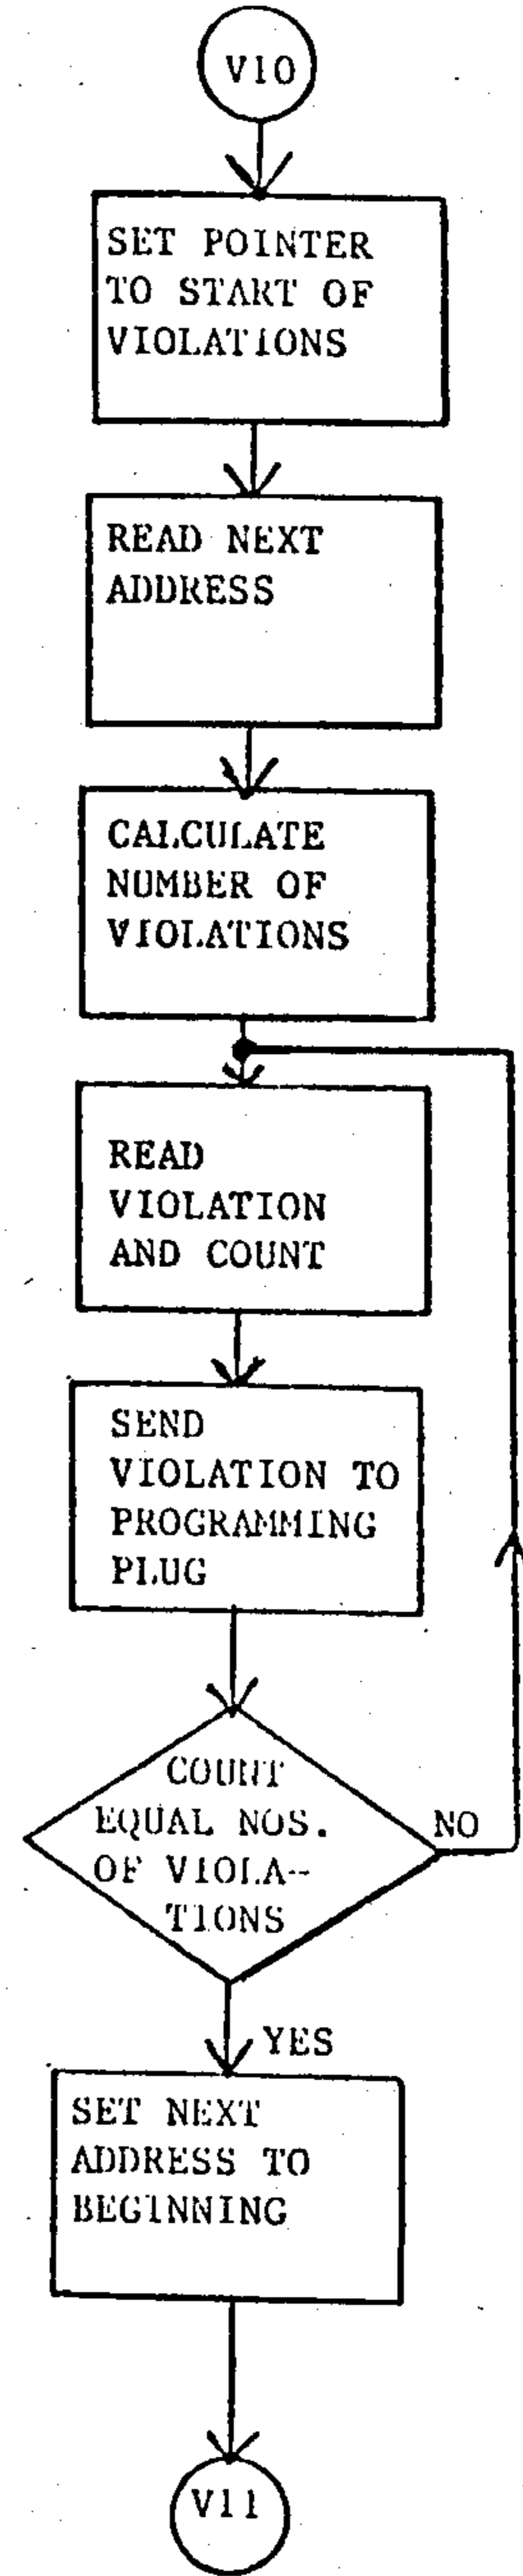 V10
SET POINTER
TO START OF
VIOLATIONS
READ NEXT
ADDRESS
CALCULATE
NUMBER OF
VIOLATIONS
READ
VIOLATION
AND COUNT
SEND
VIOLATION TO
PROGRAMMING
PLUG
COUNT
EQUAL NOS.
OF VIOLA-
TIONS
NO
YES
SET NEXT
ADDRESS TO
BEGINNING
V11